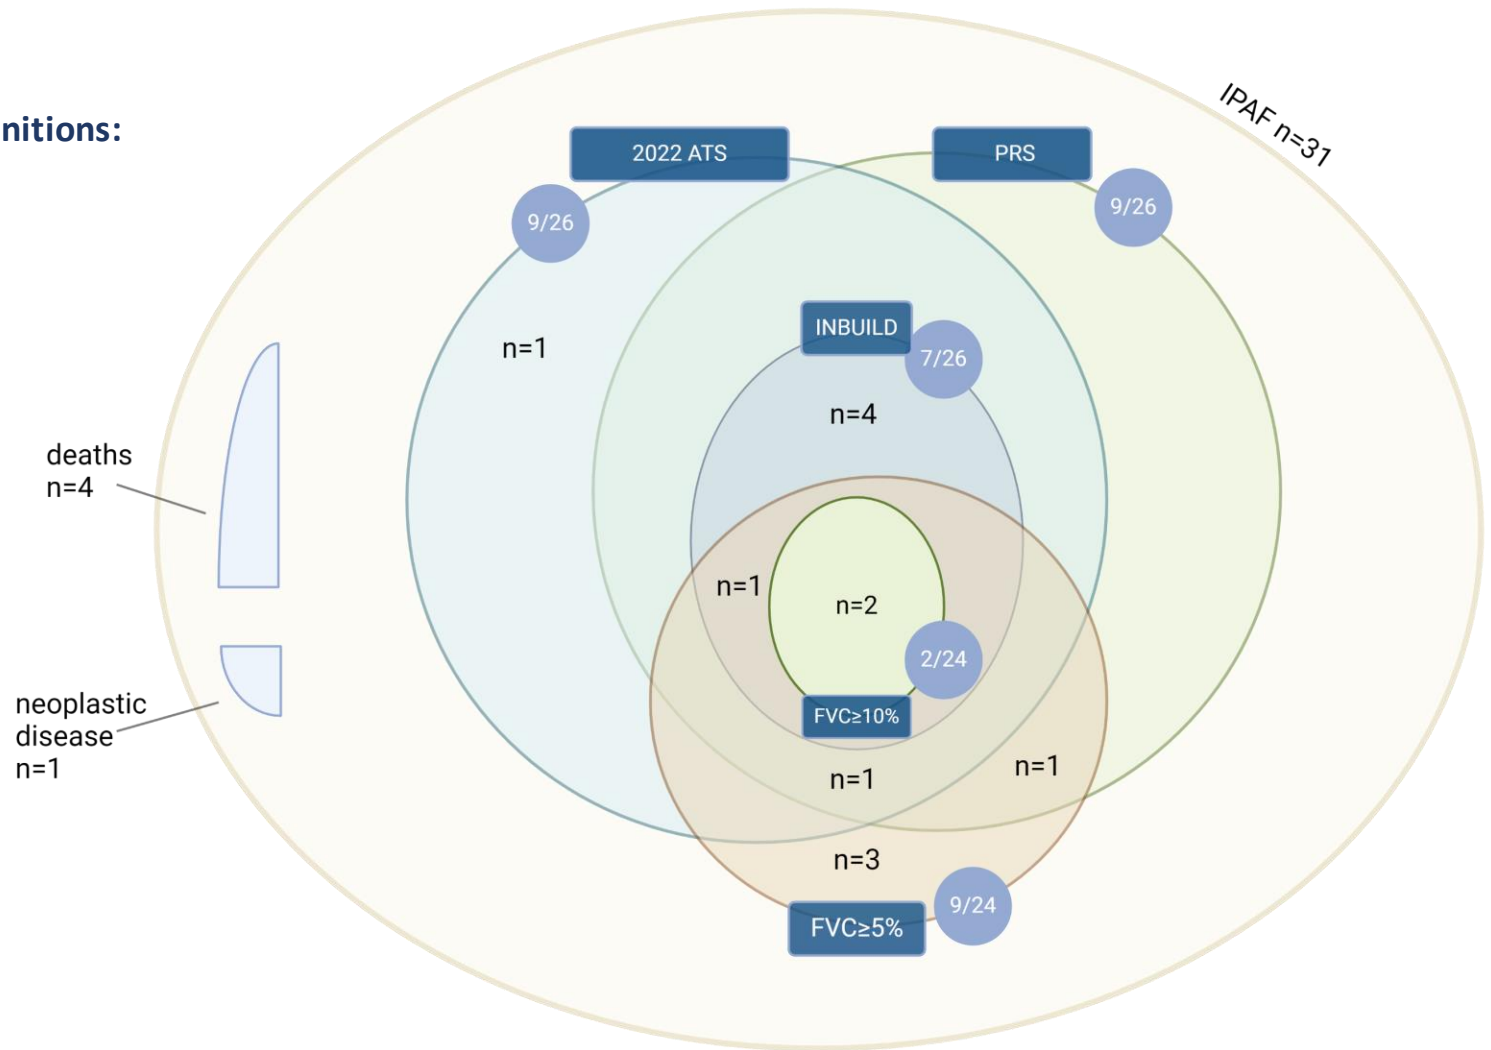 nitions:
IPAF n=31
2022 ATS
PRS
9/26
9/26
INBUILD
7/26
n=1
n=4
deaths
n=4
n=1
n=2
2/24
FVC≥10%
neoplastic
disease
n=1
n=1
n=1
n=3
9/24
FVC≥5%